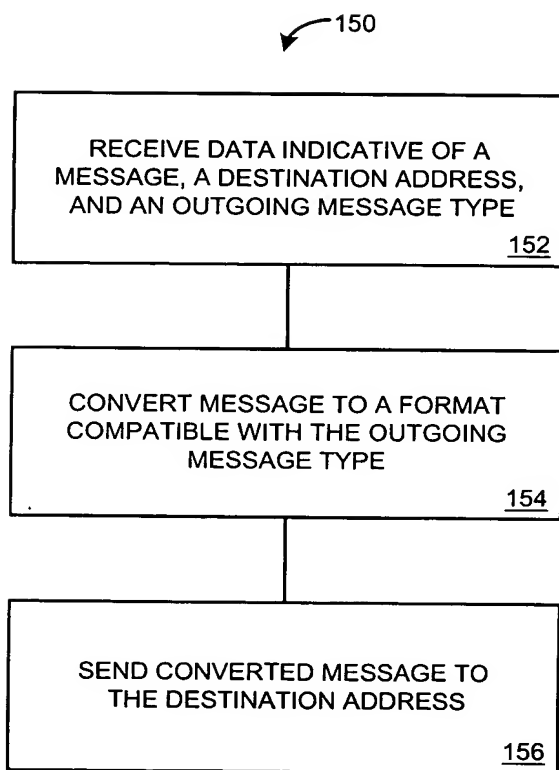 150
RECEIVE DATA INDICATIVE OF A
MESSAGE, A DESTINATION ADDRESS,
AND AN OUTGOING MESSAGE TYPE
152
CONVERT MESSAGE TO A FORMAT
COMPATIBLE WITH THE OUTGOING
MESSAGE TYPE
154
SEND CONVERTED MESSAGE TO
THE DESTINATION ADDRESS
156